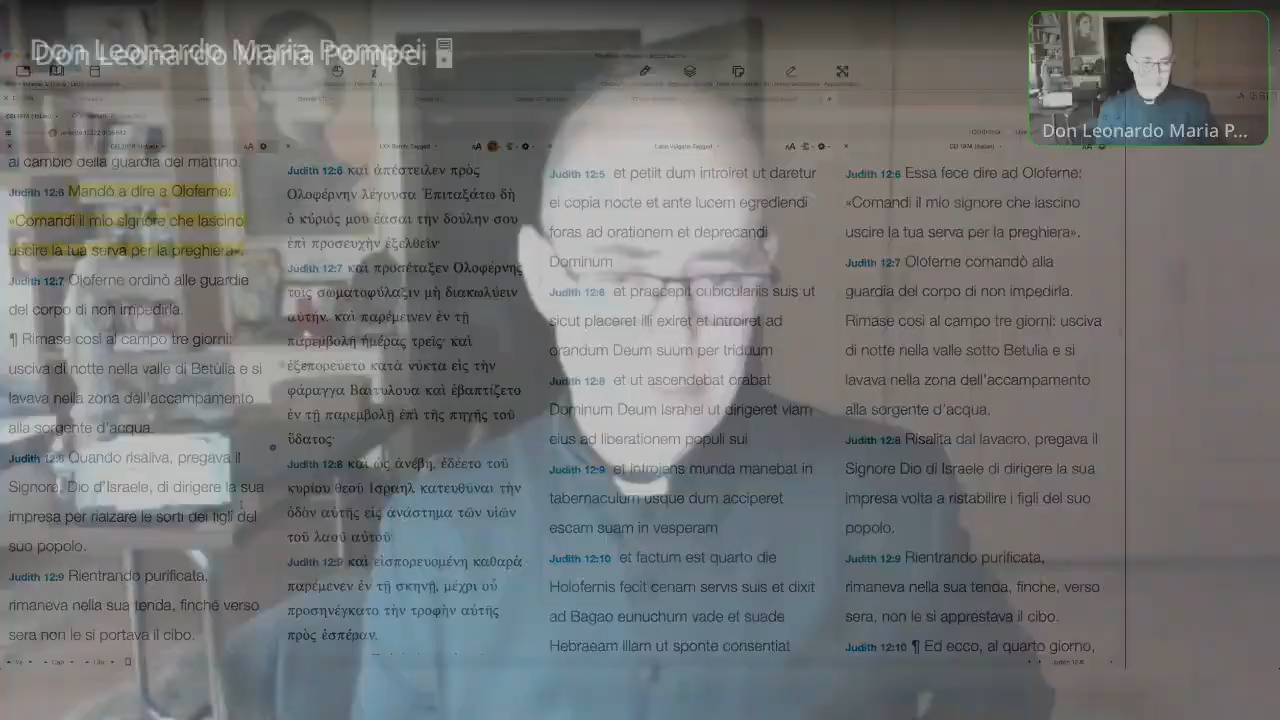 Don Leonardo Maria Pompei
Don Leonardo Maria P...
al cambio della guardia del mattino.
Judith 12:6 Mandò a dire a Oloferne:
«Comandi il mio signore che lascino
uscire la tua serva per la preghiera».
Judith 12:7 Oloferne ordinò alle guardie
del corpo di non impedirla.
¶ Rimase così al campo tre giorni:
usciva di notte nella valle di Betùlia e si
lavava nella zona dell'accampamento
alla sorgente d'acqua.
Judith 12:8 Quando risaliva, pregava il
Signore, Dio d'Israele, di dirigere la sua
impresa per rialzare le sorti dei figli del
suo popolo.
Judith 12:9 Rientrando purificata,
rimaneva nella sua tenda, finché verso
sera non le si portava il cibo.
Judith 12:6 καὶ ἀπέστειλεν πρὸς
Ολοφέρνην λέγουσα Ἐπιταξάτω δὴ
ὁ κύριός μου ἐᾶσαι τὴν δούλην σου
ἐπὶ προσευχὴν ἐξελθεῖν·
Judith 12:7 καὶ προσέταξεν Ολοφέρνης
τοῖς σωματοφύλαξιν μὴ διακωλύειν
αὐτήν. καὶ παρέμεινεν ἐν τῇ
παρεμβολῇ ἡμέρας τρεῖς· καὶ
ἐξεπορεύετο κατὰ νύκτα εἰς τὴν
φάραγγα Βαιτυλουα καὶ ἐβαπτίζετο
ἐν τῇ παρεμβολῇ ἐπὶ τῆς πηγῆς τοῦ
ὕδατος·
Judith 12:8 καὶ ὡς ἀνέβη, ἐδέετο τοῦ
κυρίου θεοῦ Ισραηλ κατευθῦναι τὴν
ὁδὸν αὐτῆς εἰς ἀνάστημα τῶν υἱῶν
τοῦ λαοῦ αὐτοῦ·
Judith 12:9 καὶ εἰσπορευομένη καθαρὰ
παρέμενεν ἐν τῇ σκηνῇ, μέχρι οὗ
προσηνέγκατο τὴν τροφὴν αὐτῆς
πρὸς ἑσπέραν.
Judith 12:5 et petiit dum introiret ut daretur
ei copia nocte et ante lucem egrediendi
foras ad orationem et deprecandi
Dominum
Judith 12:6 et praecepit cubiculariis suis ut
sicut placeret illi exiret et introiret ad
orandum Deum suum per triduum
Judith 12:8 et ut ascendebat orabat
Dominum Deum Israhel ut dirigeret viam
eius ad liberationem populi sui
Judith 12:9 et introiens munda manebat in
tabernaculum usque dum acciperet
escam suam in vesperam
Judith 12:10 et factum est quarto die
Holofernis fecit cenam servis suis et dixit
ad Bagao eunuchum vade et suade
Hebraeam illam ut sponte consentiat
Judith 12:6 Essa fece dire ad Oloferne:
«Comandi il mio signore che lascino
uscire la tua serva per la preghiera».
Judith 12:7 Oloferne comandò alla
guardia del corpo di non impedirla.
Rimase così al campo tre giorni: usciva
di notte nella valle sotto Betulia e si
lavava nella zona dell'accampamento
alla sorgente d'acqua.
Judith 12:8 Risalita dal lavacro, pregava il
Signore Dio di Israele di dirigere la sua
impresa volta a ristabilire i figli del suo
popolo.
Judith 12:9 Rientrando purificata,
rimaneva nella sua tenda, finche, verso
sera, non le si apprestava il cibo.
Judith 12:10 ¶ Ed ecco, al quarto giorno,